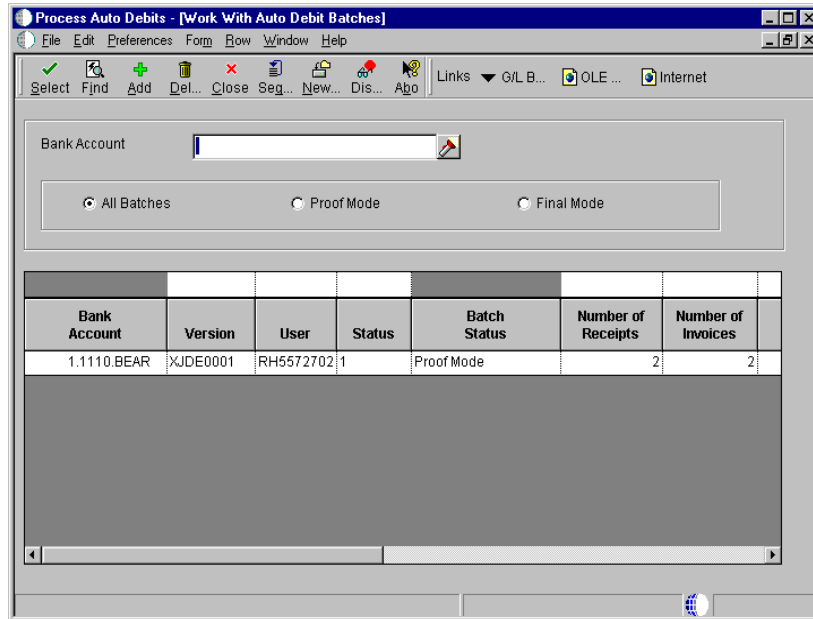 Process Auto Debits - [Work With Auto Debit Batches]
File Edit Preferences Form Row Window Help
Select Find Add Del... Close Seq... New... Dis... Abo Links G/L B... OLE ... Internet
Bank Account
All Batches Proof Mode Final Mode
Bank Account Version User Status Batch Status Number of Receipts Number of Invoices
1.1110.BEAR XJDE0001 RH5572702 1 Proof Mode 2 2